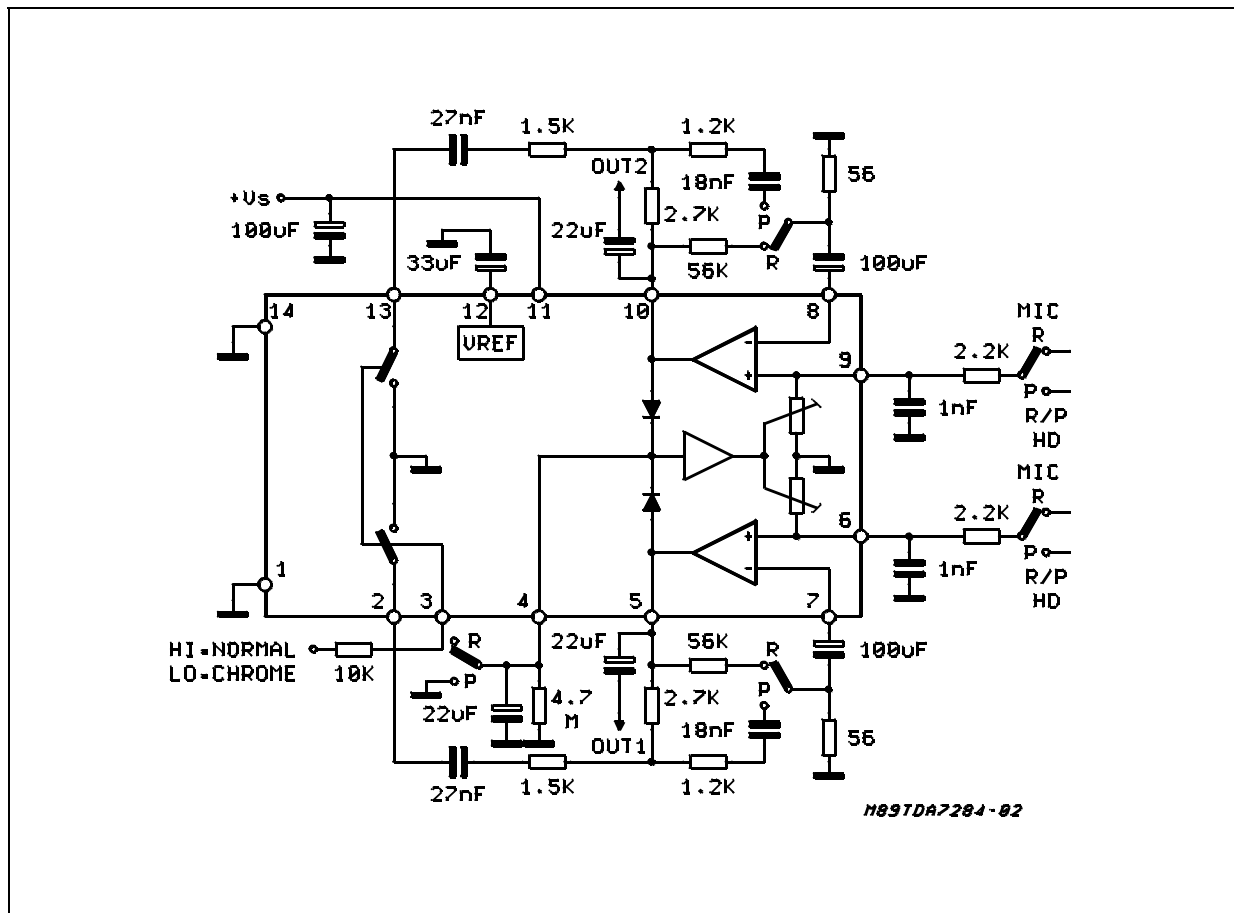 27nF
1.5K
1.2K
OUT2
18nF
56
+Vs
100uF
2.7K
P
22uF
33uF
56K
R
100uF
14
13
12
11
10
8
VREF
MIC
R
2.2K
9
-
+
1nF
P
R/P
HD
MIC
R
2.2K
6
+
-
1nF
P
R/P
HD
1
2
3
4
5
7
HI=NORMAL
LO=CHROME
10K
R
P
22uF
4.7
M
22uF
56K
R
100uF
P
2.7K
18nF
OUT1
56
27nF
1.5K
1.2K
M89TDA7284-02